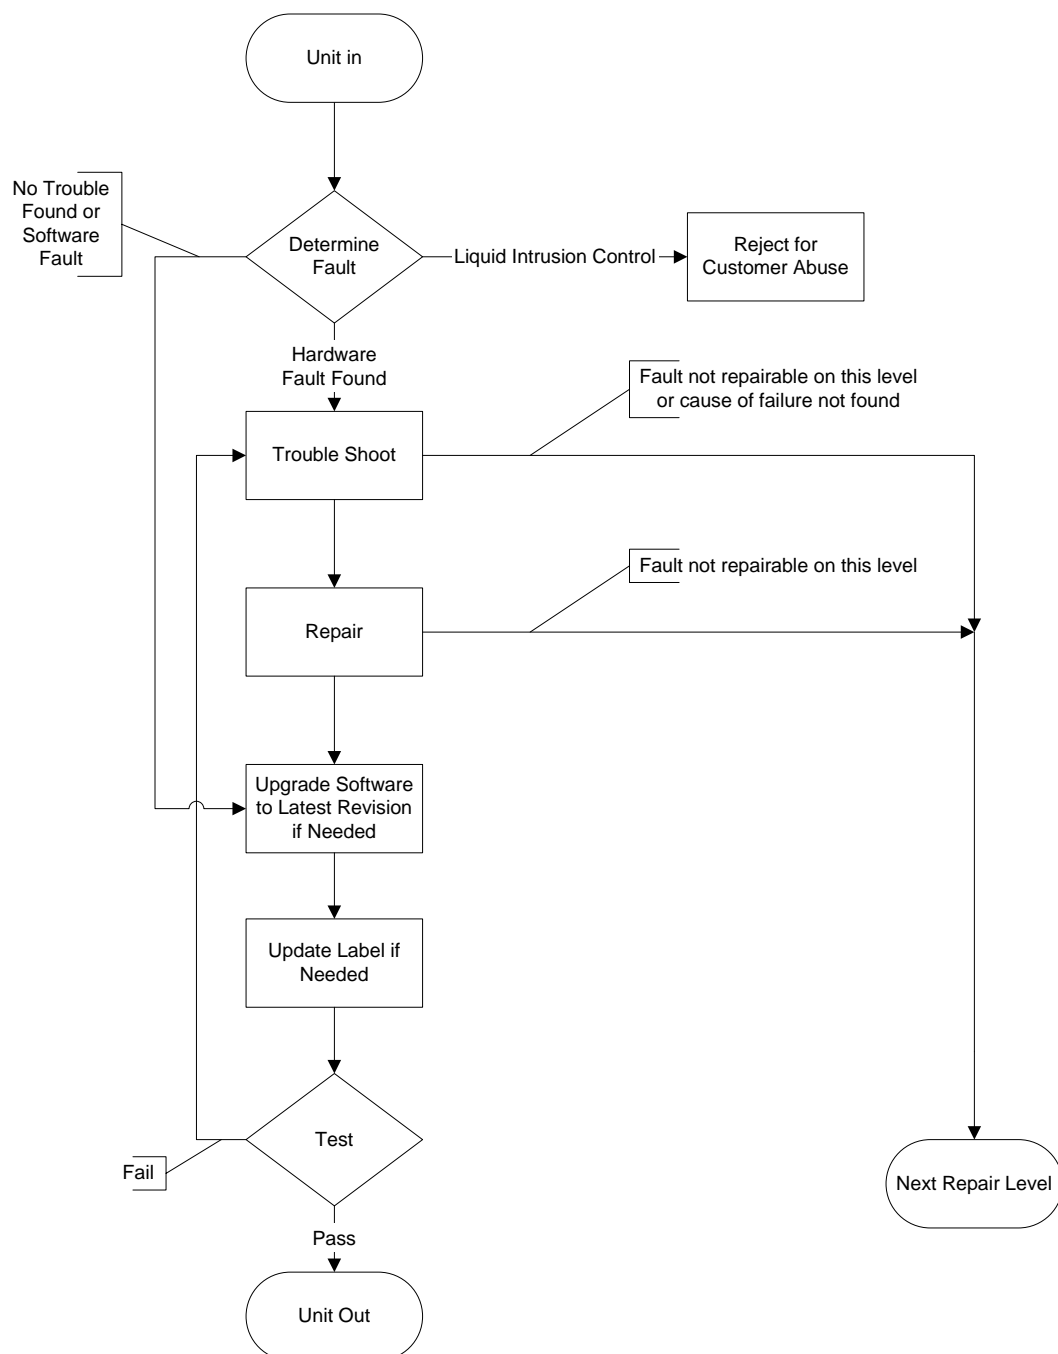 Unit in
No Trouble
Found or
Software
Fault
Determine
Fault
Liquid Intrusion Control
Reject for
Customer Abuse
Hardware
Fault Found
Fault not repairable on this level
or cause of failure not found
Trouble Shoot
Fault not repairable on this level
Repair
Upgrade Software
to Latest Revision
if Needed
Update Label if
Needed
Test
Fail
Next Repair Level
Pass
Unit Out